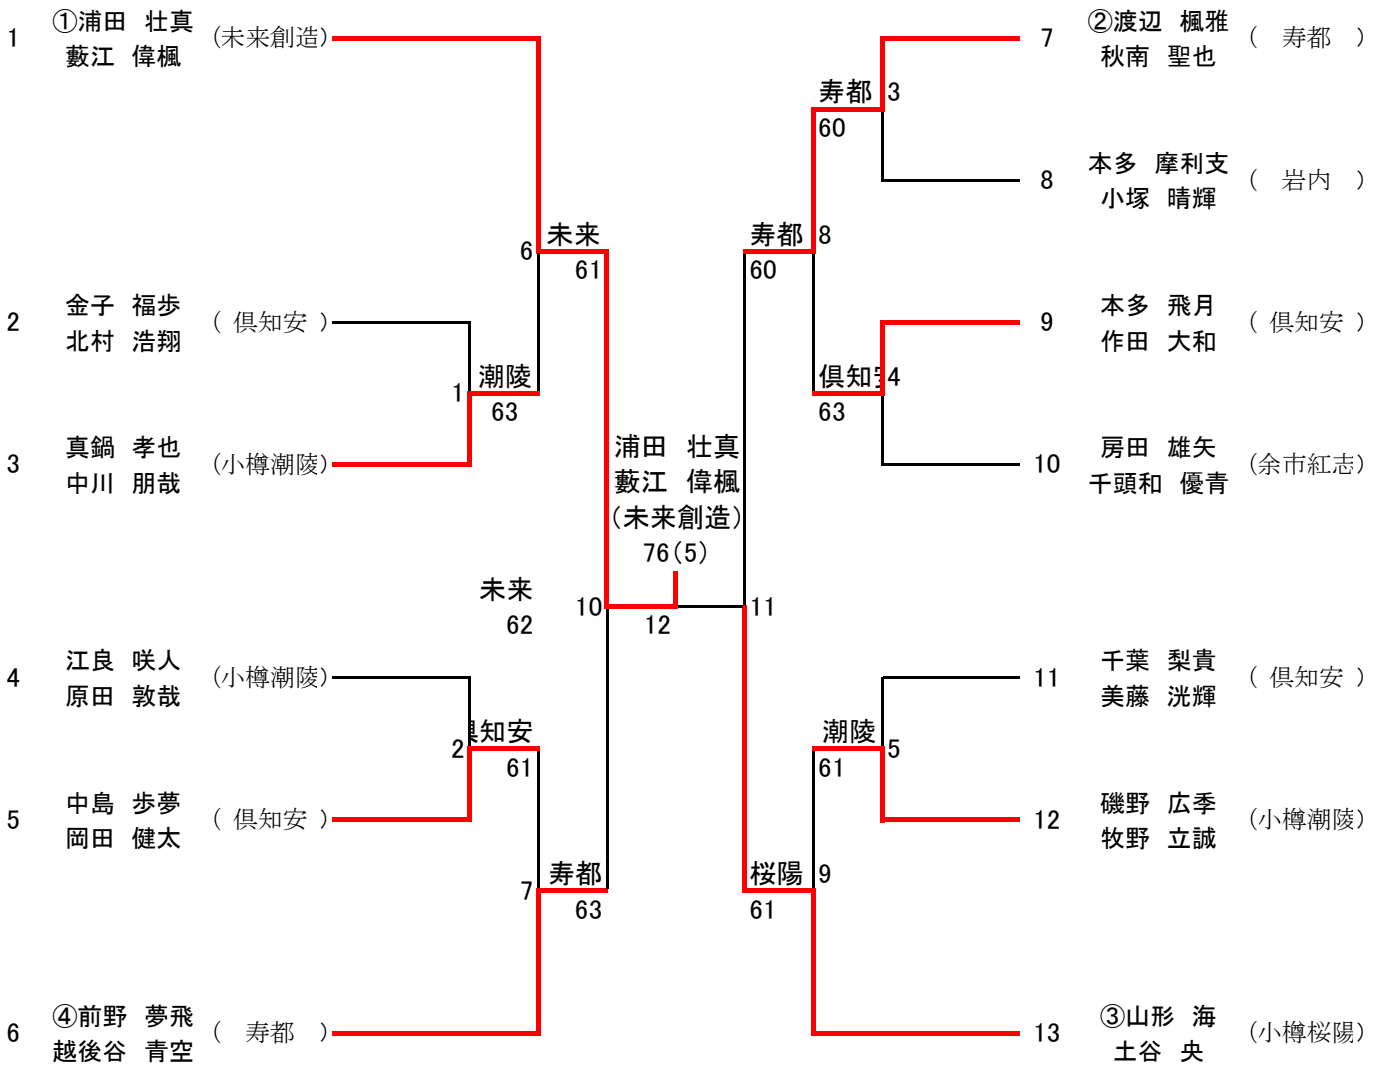 1 ①浦田 壮真 (未来創造)
藪江 偉楓
2 金子 福歩 ( 倶知安 )
北村 浩翔
3 真鍋 孝也 (小樽潮陵)
中川 朋哉
4 江良 咲人 (小樽潮陵)
原田 敦哉
5 中島 歩夢 ( 倶知安 )
岡田 健太
6 ④前野 夢飛 ( 寿都 )
越後谷 青空
6 未来
61
1 潮陵
63
未来
62
10
2 知安
61
7 寿都
63
浦田 壮真
藪江 偉楓
(未来創造)
76(5)
12
寿都 3
60
寿都 8
60
倶知 4
63
11
潮陵 5
61
桜陽 9
61
7 ②渡辺 楓雅 ( 寿都 )
秋南 聖也
8 本多 摩利支 ( 岩内 )
小塚 晴輝
9 本多 飛月 ( 倶知安 )
作田 大和
10 房田 雄矢 (余市紅志)
千頭和 優青
11 千葉 梨貴 ( 倶知安 )
美藤 洸輝
12 磯野 広季 (小樽潮陵)
牧野 立誠
13 ③山形 海 (小樽桜陽)
土谷 央